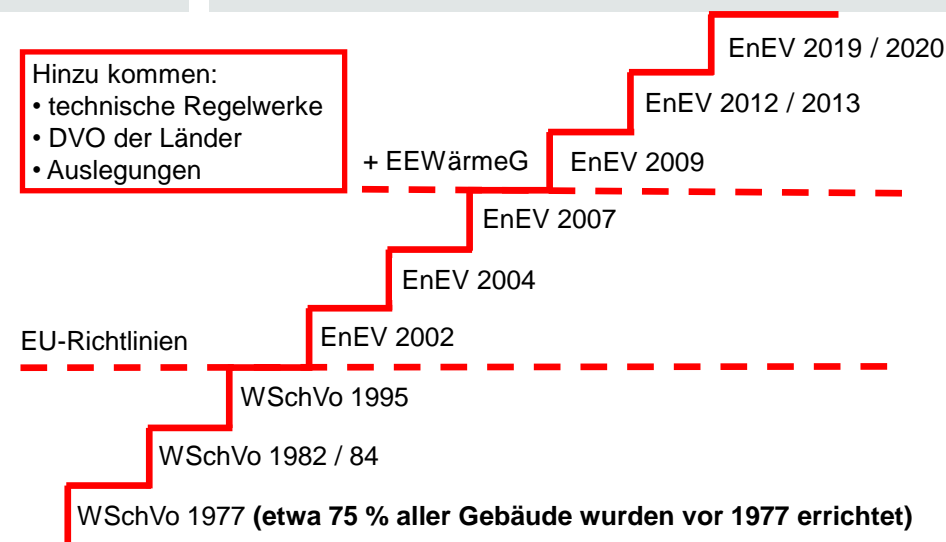 EnEV 2019 / 2020
Hinzu kommen:
• technische Regelwerke
• DVO der Länder
• Auslegungen
EnEV 2012 / 2013
+ EEWärmeG
EnEV 2009
EnEV 2007
EnEV 2004
EU-Richtlinien
EnEV 2002
WSchVo 1995
WSchVo 1982 / 84
WSchVo 1977 (etwa 75 % aller Gebäude wurden vor 1977 errichtet)